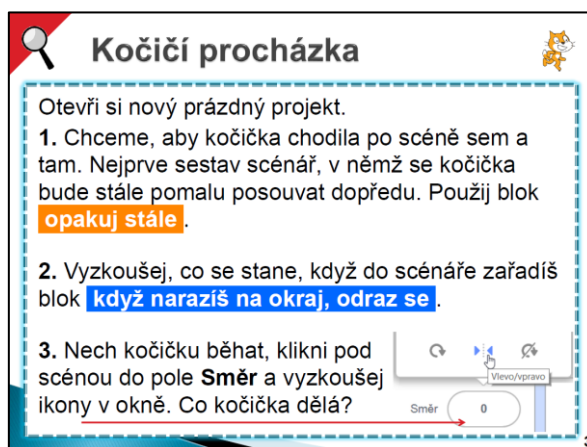 Kočičí procházka
Otevři si nový prázdný projekt.
1. Chceme, aby kočička chodila po scéně sem a
tam. Nejprve sestav scénář, v němž se kočička
bude stále pomalu posouvat dopředu. Použij blok
opakuj stále .
2. Vyzkoušej, co se stane, když do scénáře zařadíš
blok když narazíš na okraj, odraz se .
3. Nech kočičku běhat, klikni pod
scénou do pole Směr a vyzkoušej
ikony v okně. Co kočička dělá?
Vlevo/vpravo
Směr 0